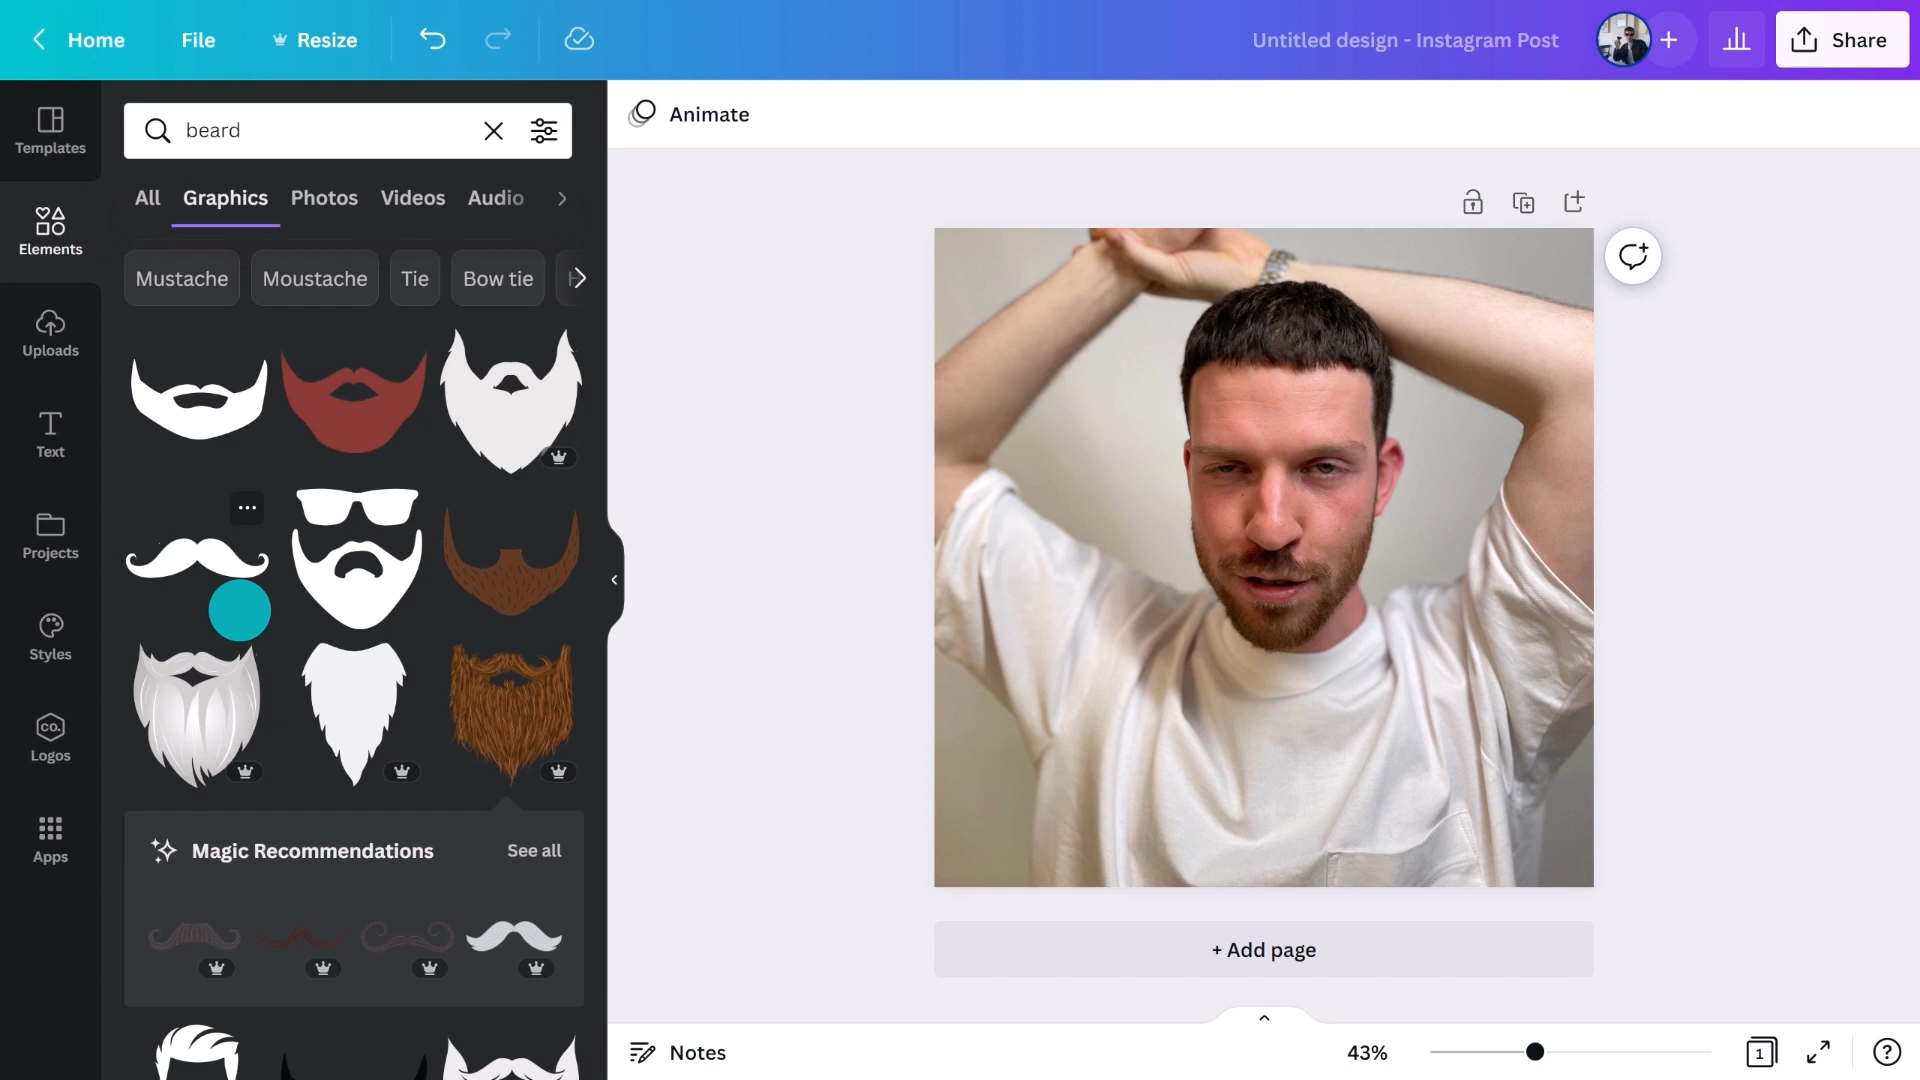 Home File Resize Untitled design - Instagram Post Share
Templates
Elements
Uploads
Text
Projects
Styles
co.
Logos
Apps
beard
All Graphics Photos Videos Audio
Mustache Moustache Tie Bow tie
Magic Recommendations See all
Animate
+ Add page
Notes 43% 1 ?